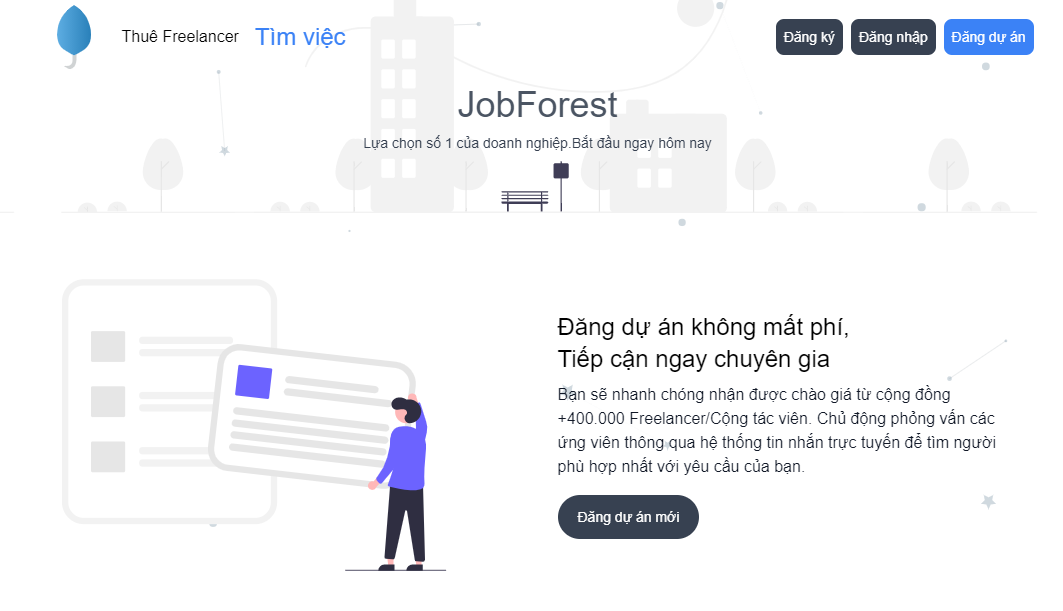 Thuê Freelancer
Tìm việc
Đăng ký
Đăng nhập
Đăng dự án
JobForest
Lựa chọn số 1 của doanh nghiệp.Bắt đầu ngay hôm nay
Đăng dự án không mất phí,
Tiếp cận ngay chuyên gia
Bạn sẽ nhanh chóng nhận được chào giá từ cộng đồng
+400.000 Freelancer/Cộng tác viên. Chủ động phỏng vấn các
ứng viên thông qua hệ thống tin nhắn trực tuyến để tìm người
phù hợp nhất với yêu cầu của bạn.
Đăng dự án mới